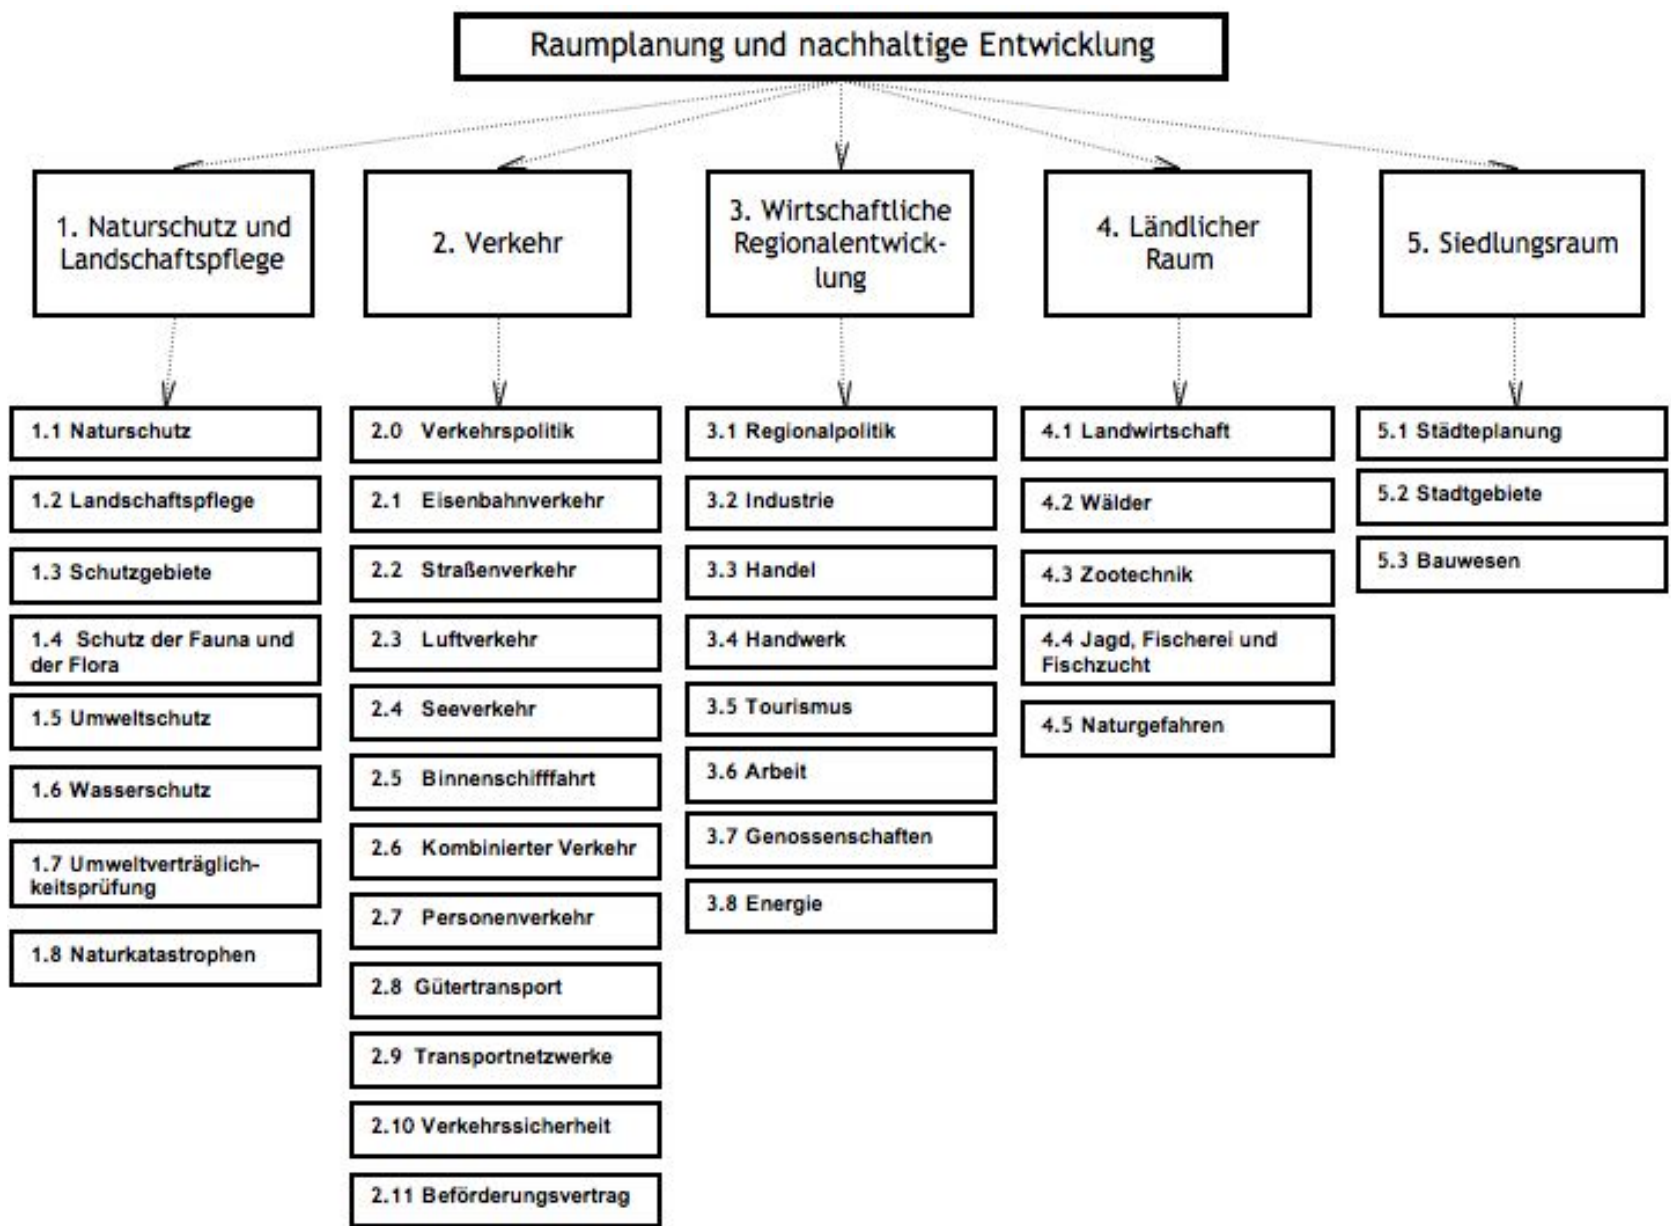 Raumplanung und nachhaltige Entwicklung
1. Naturschutz und
Landschaftspflege
2. Verkehr
3. Wirtschaftliche
Regionalentwick-
lung
4. Ländlicher
Raum
5. Siedlungsraum
1.1 Naturschutz
1.2 Landschaftspflege
1.3 Schutzgebiete
1.4 Schutz der Fauna und
der Flora
1.5 Umweltschutz
1.6 Wasserschutz
1.7 Umweltverträglich-
keitsprüfung
1.8 Naturkatastrophen
2.0 Verkehrspolitik
2.1 Eisenbahnverkehr
2.2 Straßenverkehr
2.3 Luftverkehr
2.4 Seeverkehr
2.5 Binnenschifffahrt
2.6 Kombinierter Verkehr
2.7 Personenverkehr
2.8 Gütertransport
2.9 Transportnetzwerke
2.10 Verkehrssicherheit
2.11 Beförderungsvertrag
3.1 Regionalpolitik
3.2 Industrie
3.3 Handel
3.4 Handwerk
3.5 Tourismus
3.6 Arbeit
3.7 Genossenschaften
3.8 Energie
4.1 Landwirtschaft
4.2 Wälder
4.3 Zootechnik
4.4 Jagd, Fischerei und
Fischzucht
4.5 Naturgefahren
5.1 Städteplanung
5.2 Stadtgebiete
5.3 Bauwesen